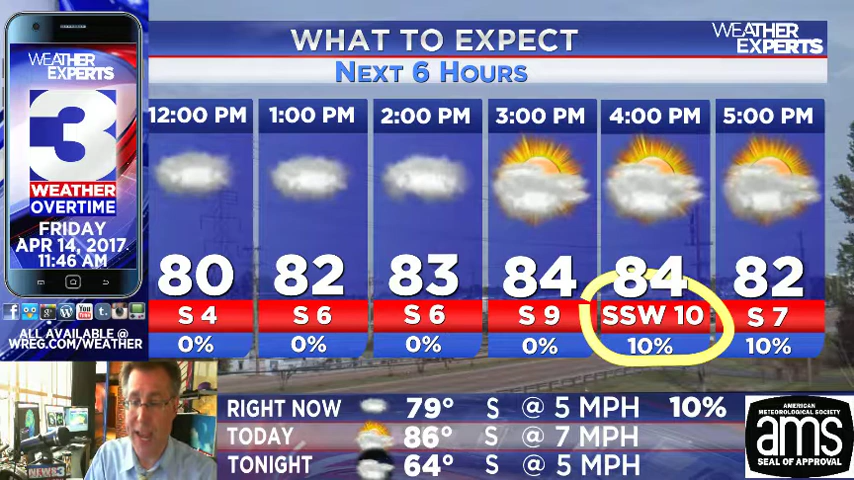 WEATHER
EXPERTS
3
WEATHER
OVERTIME
FRIDAY
APR 14, 2017
11:46 AM
ALL AVAILABLE @
WREG.COM/WEATHER
WHAT TO EXPECT
WEATHER
EXPERTS
NEXT 6 HOURS
12:00 PM 1:00 PM 2:00 PM 3:00 PM 4:00 PM 5:00 PM
80 82 83 84 84 82
S 4 S 6 S 6 S 9 SSW 10 S 7
0% 0% 0% 0% 10% 10%
RIGHT NOW 79° S @ 5 MPH 10%
TODAY 86° S @ 7 MPH
TONIGHT 64° S @ 5 MPH
NEWS 3
AMERICAN
METEOROLOGICAL SOCIETY
ams
SEAL OF APPROVAL